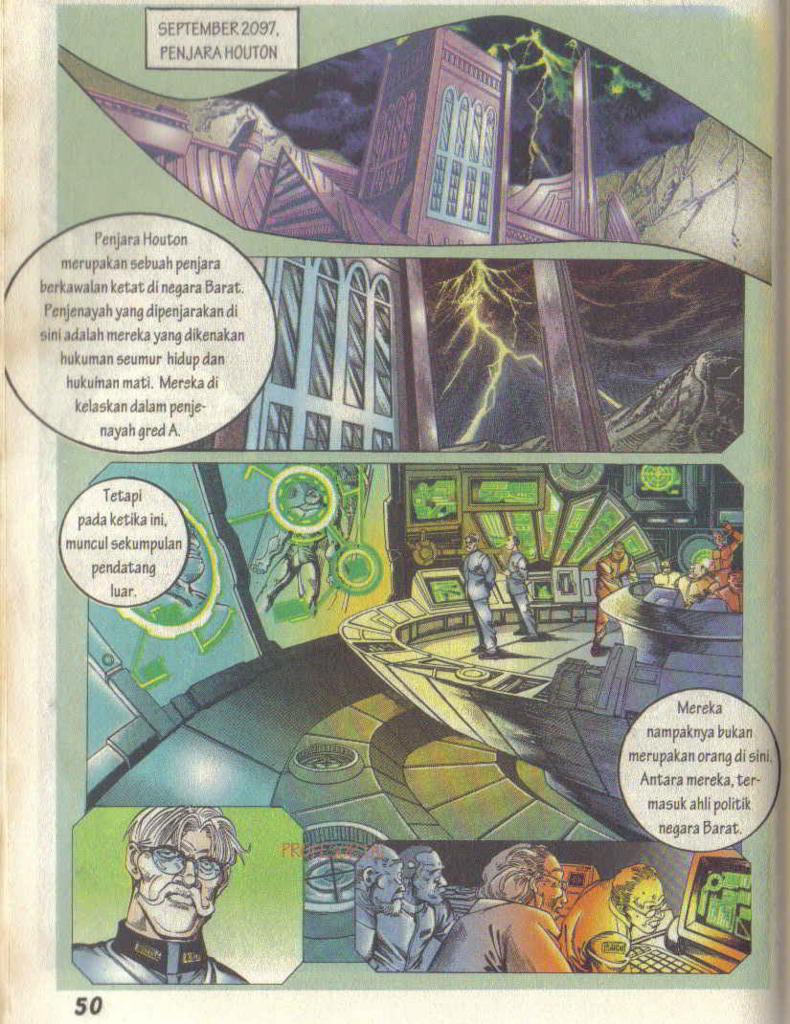 SEPTEMBER 2097,
PENJARA HOUTON
Penjara Houton
merupakan sebuah penjara
berkawalan ketat di negara Barat.
Penjenayah yang dipenjarakan di
sini adalah mereka yang dikenakan
hukuman seumur hidup dan
hukuman mati. Mereka di
kelaskan dalam penje-
nayah gred A.
Tetapi
pada ketika ini,
muncul sekumpulan
pendatang
luar.
Mereka
nampaknya bukan
merupakan orang di sini.
Antara mereka, ter-
masuk ahli politik
negara Barat.
50